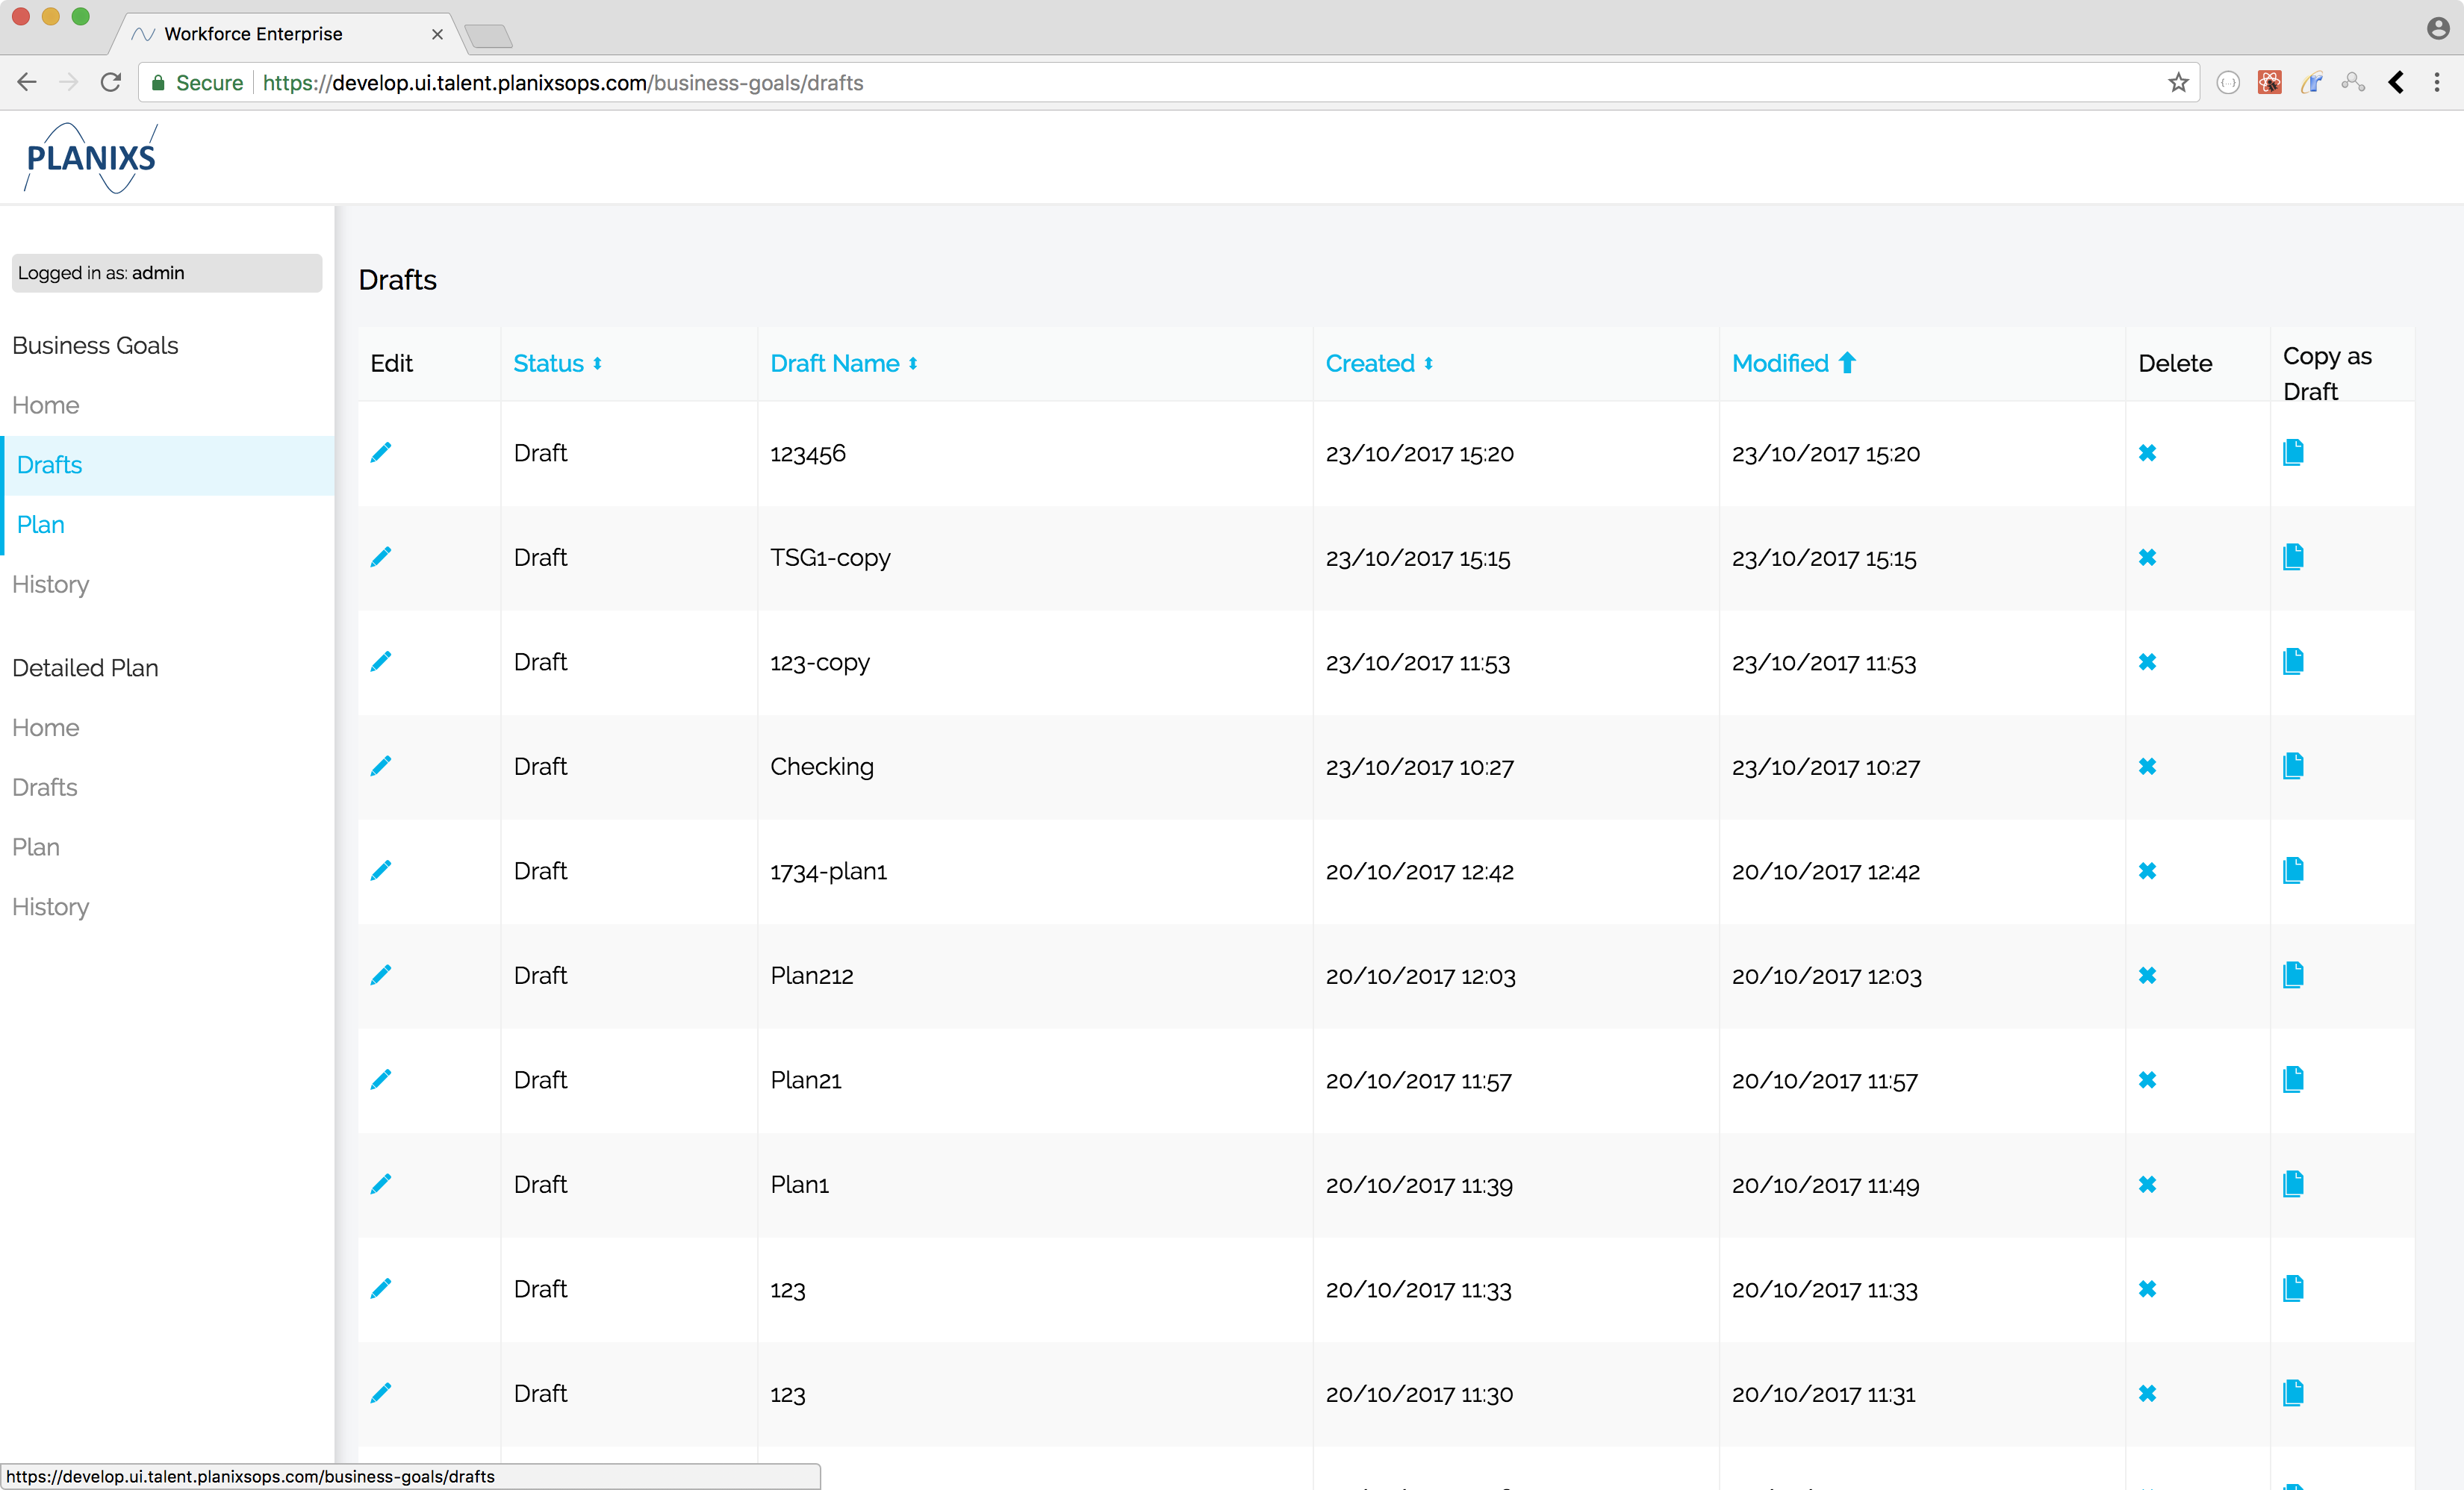 Workforce Enterprise
Secure https://develop.ui.talent.planixsops.com/business-goals/drafts
PLANIXS
Logged in as: admin
Business Goals
Home
Drafts
Plan
History
Detailed Plan
Home
Drafts
Plan
History
Drafts
Edit Status Draft Name Created Modified Delete Copy as Draft
Draft 123456 23/10/2017 15:20 23/10/2017 15:20
Draft TSG1-copy 23/10/2017 15:15 23/10/2017 15:15
Draft 123-copy 23/10/2017 11:53 23/10/2017 11:53
Draft Checking 23/10/2017 10:27 23/10/2017 10:27
Draft 1734-plan1 20/10/2017 12:42 20/10/2017 12:42
Draft Plan212 20/10/2017 12:03 20/10/2017 12:03
Draft Plan21 20/10/2017 11:57 20/10/2017 11:57
Draft Plan1 20/10/2017 11:39 20/10/2017 11:49
Draft 123 20/10/2017 11:33 20/10/2017 11:33
Draft 123 20/10/2017 11:30 20/10/2017 11:31
https://develop.ui.talent.planixsops.com/business-goals/drafts